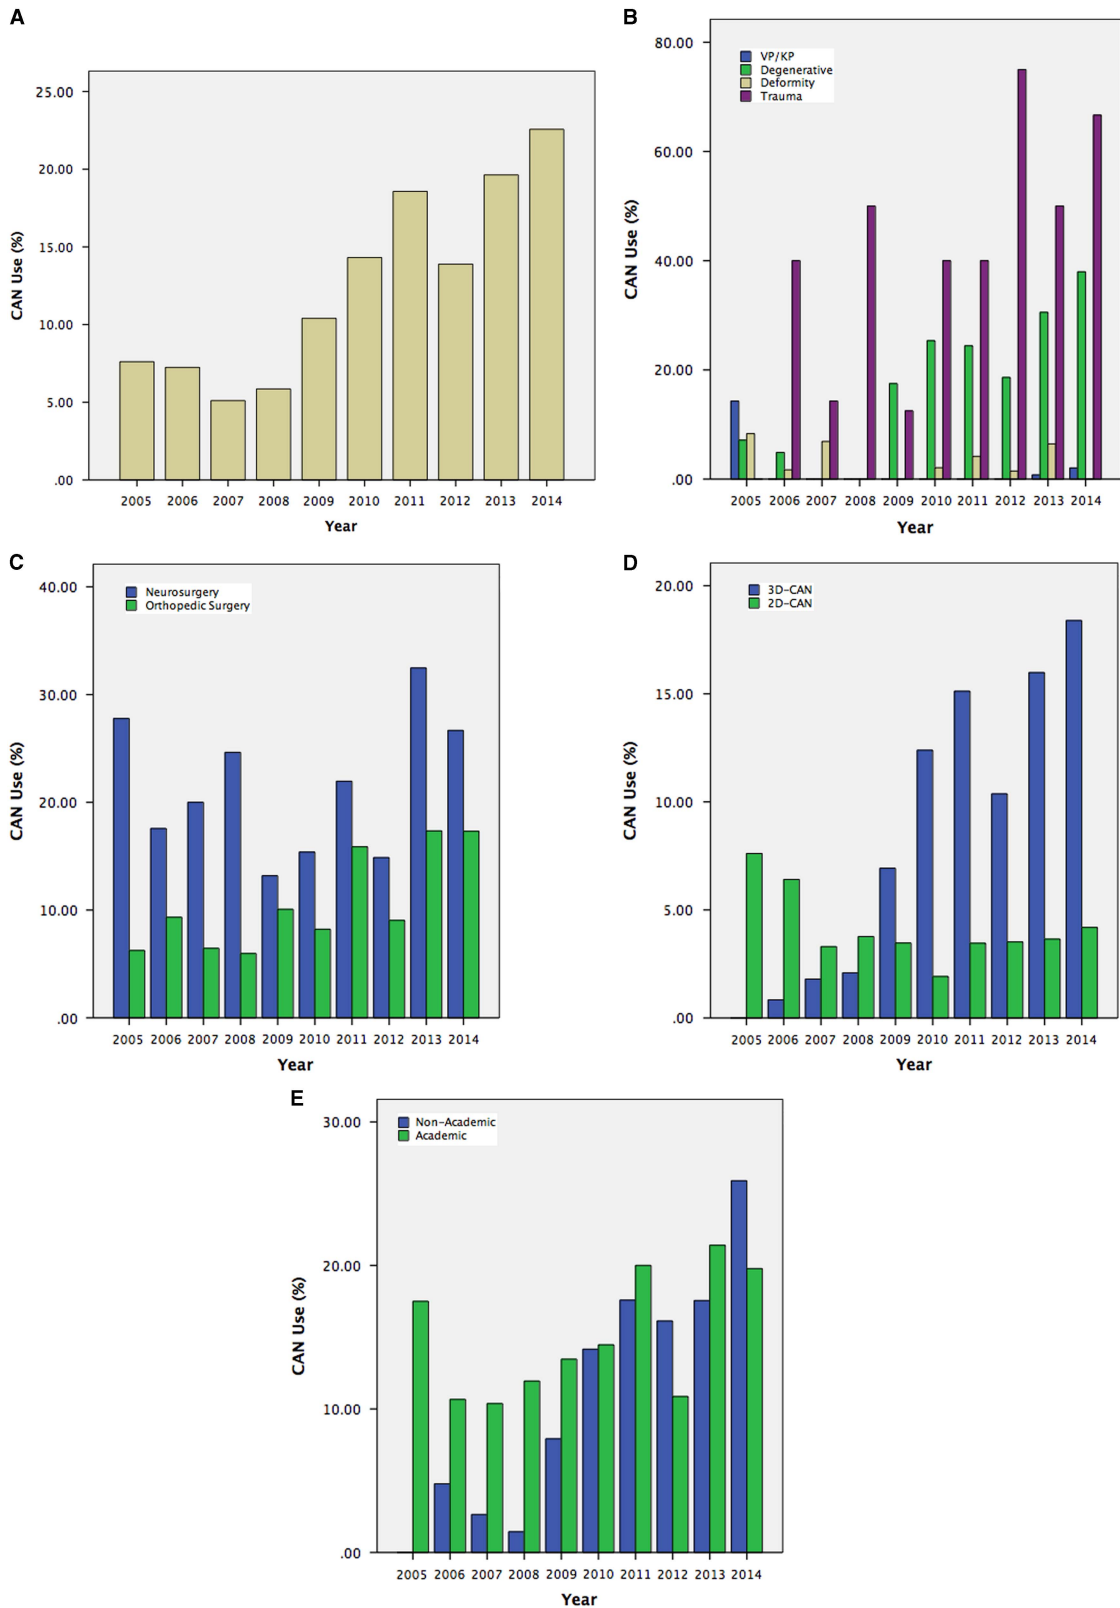 A
25.00
20.00
15.00
10.00
5.00
.00
CAN Use (%)
2005 2006 2007 2008 2009 2010 2011 2012 2013 2014
Year
B
80.00
60.00
40.00
20.00
.00
CAN Use (%)
VP/KP
Degenerative
Deformity
Trauma
2005 2006 2007 2008 2009 2010 2011 2012 2013 2014
Year
C
40.00
30.00
20.00
10.00
.00
CAN Use (%)
Neurosurgery
Orthopedic Surgery
2005 2006 2007 2008 2009 2010 2011 2012 2013 2014
Year
D
20.00
15.00
10.00
5.00
.00
CAN Use (%)
3D-CAN
2D-CAN
2005 2006 2007 2008 2009 2010 2011 2012 2013 2014
Year
E
30.00
20.00
10.00
.00
CAN Use (%)
Non-Academic
Academic
2005 2006 2007 2008 2009 2010 2011 2012 2013 2014
Year